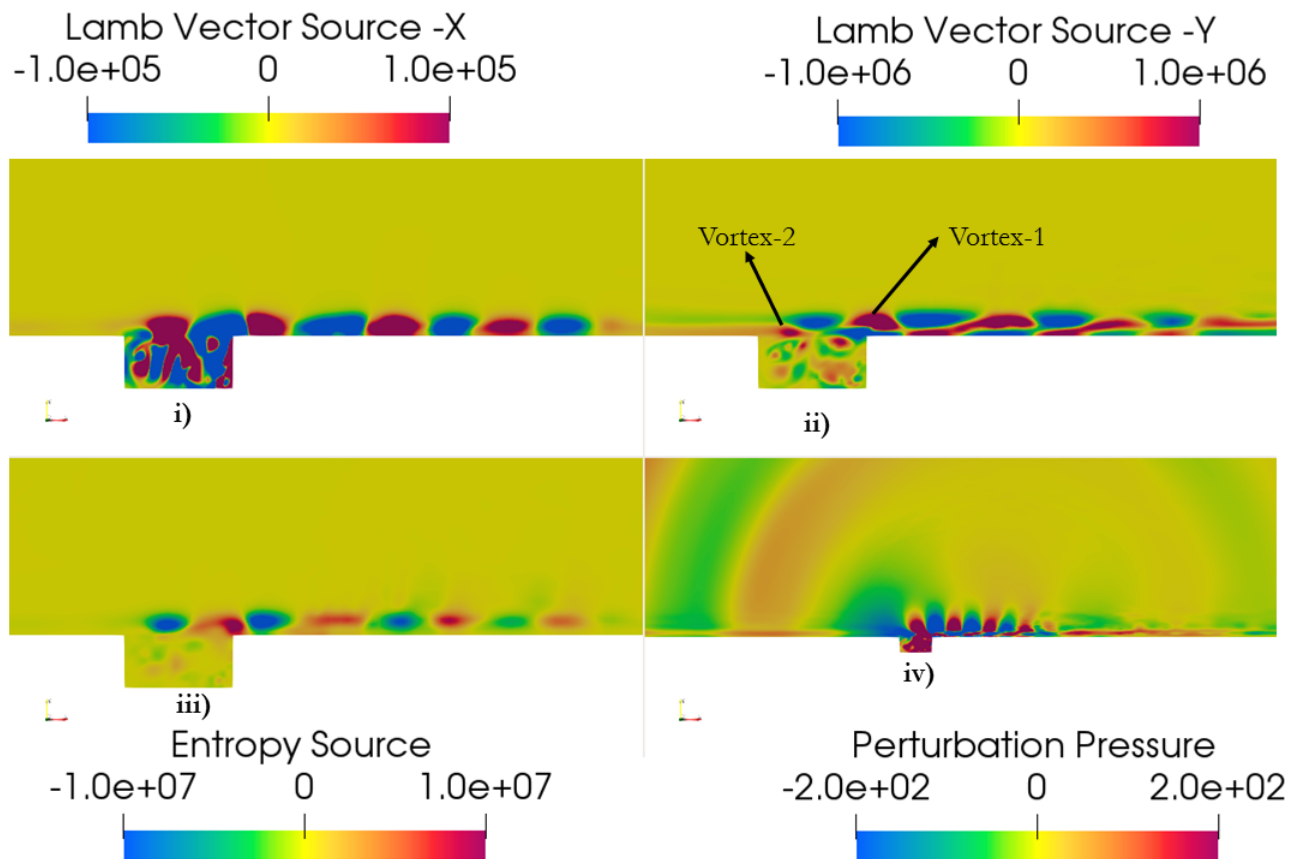 Lamb Vector Source -X
-1.0e+05 0 1.0e+05
Lamb Vector Source -Y
-1.0e+06 0 1.0e+06
Vortex-2
Vortex-1
i)
ii)
iii)
iv)
Entropy Source
-1.0e+07 0 1.0e+07
Perturbation Pressure
-2.0e+02 0 2.0e+02